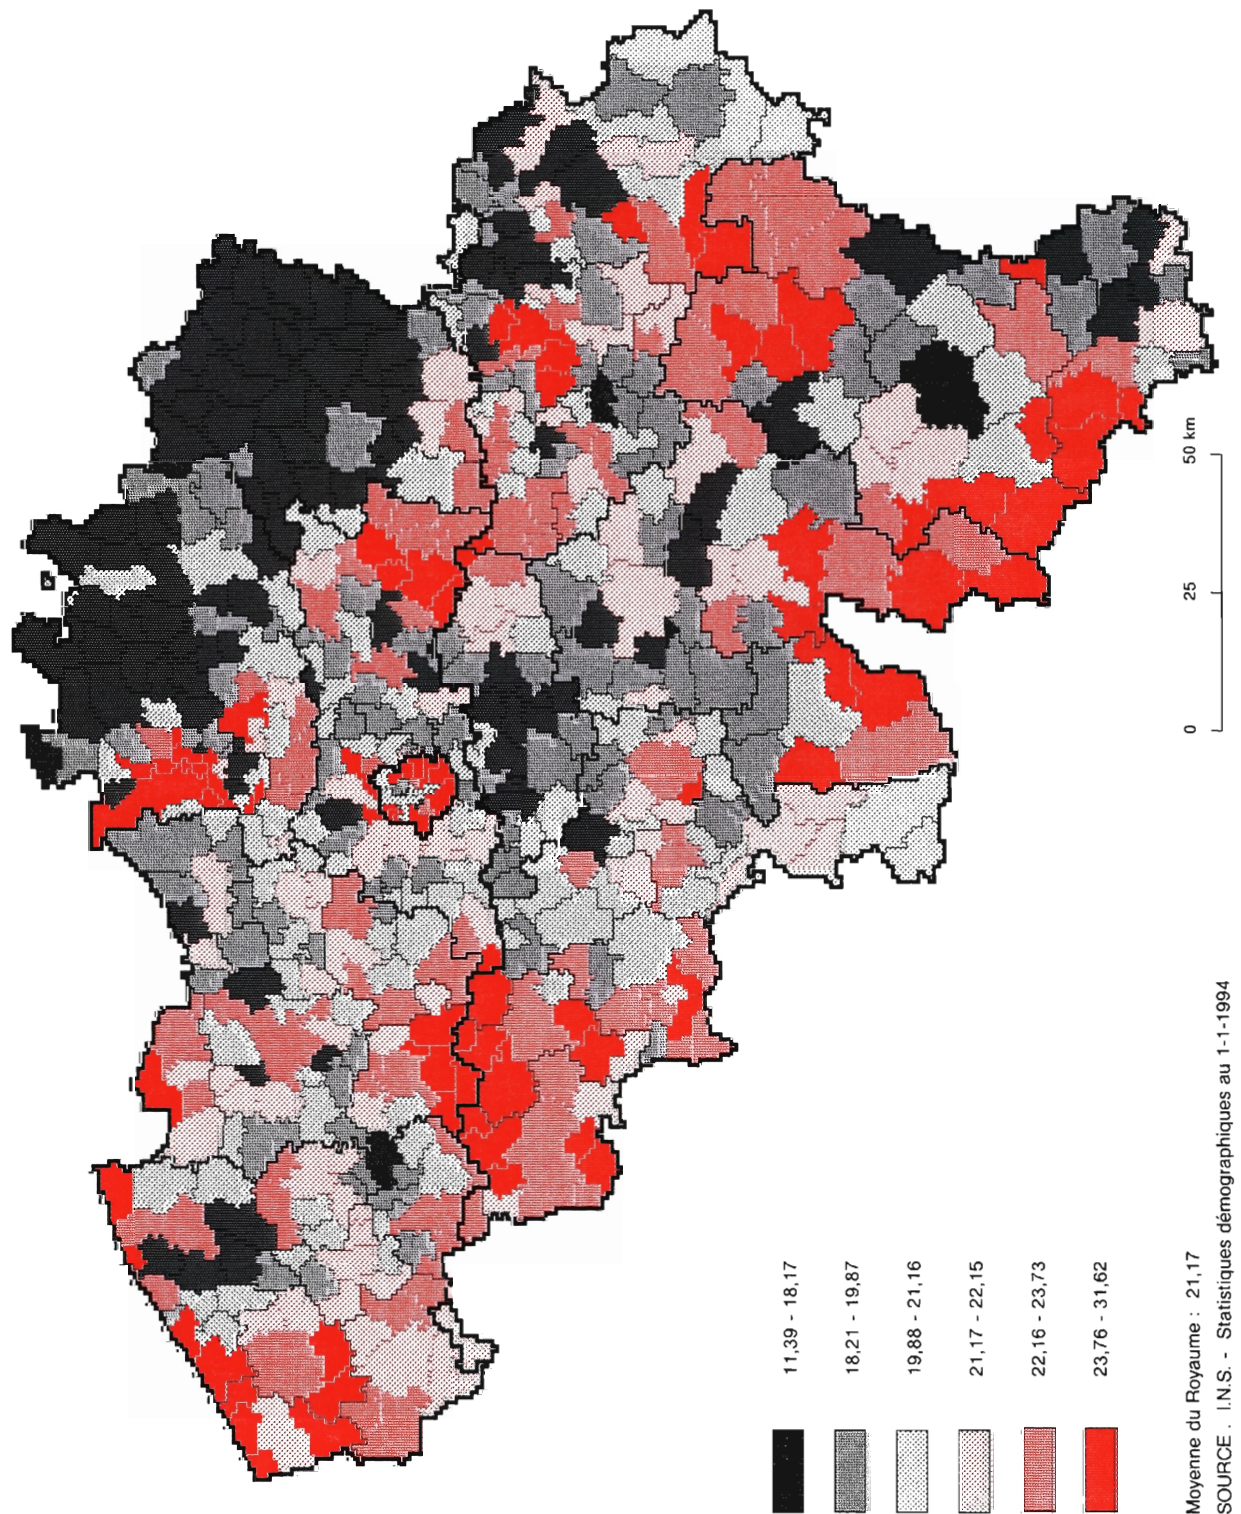 11,39 - 18,17
18,21 - 19,87
19,88 - 21,16
21,17 - 22,15
22,16 - 23,73
23,76 - 31,62
0 25 50 km
Moyenne du Royaume : 21,17
SOURCE . I.N.S. - Statistiques démographiques au 1-1-1994